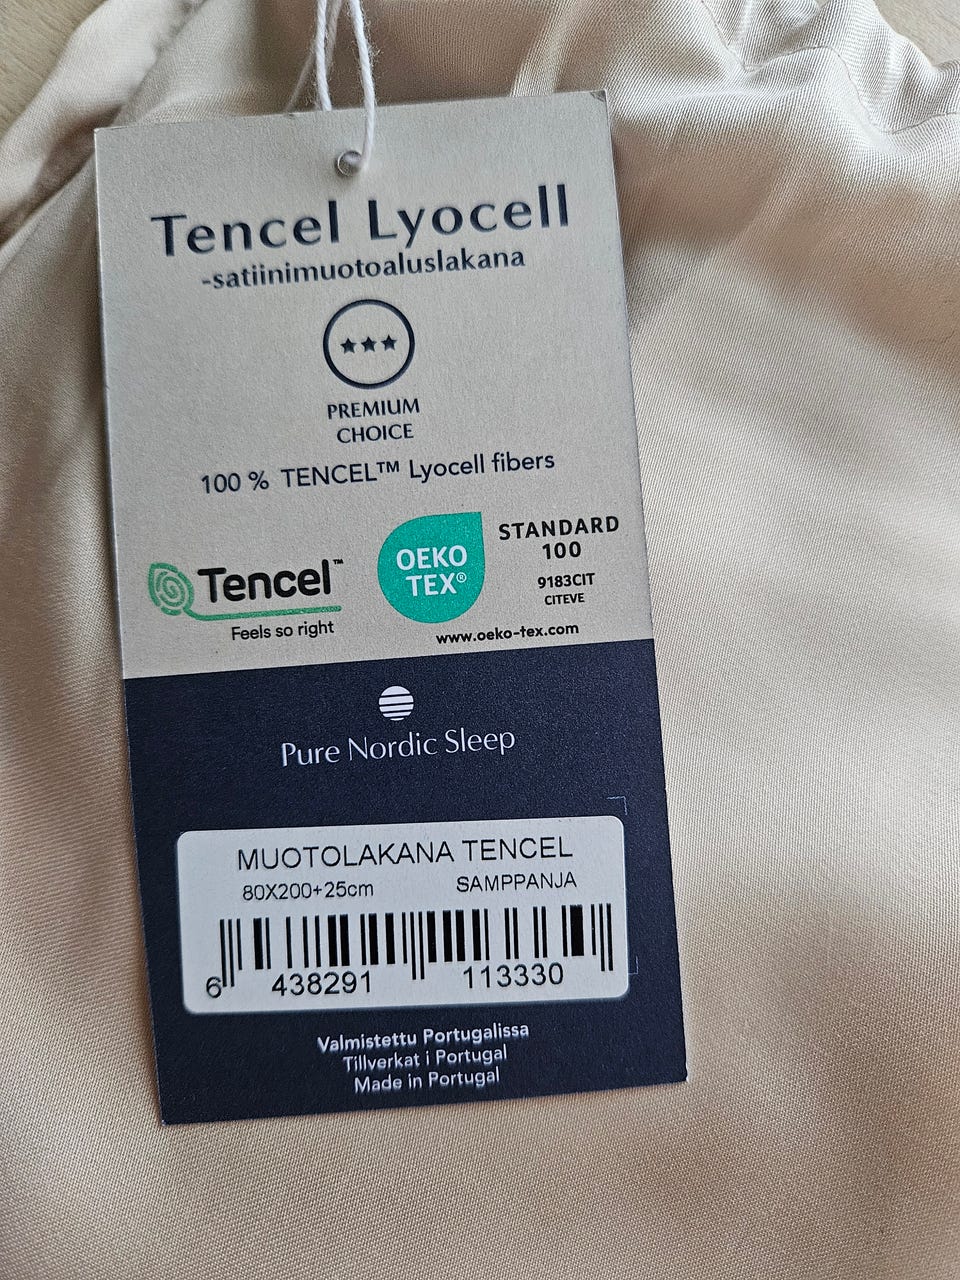 Tencel Lyocell
-satiinimuotoaluslakana
PREMIUM
CHOICE
100 % TENCEL™ Lyocell fibers
Tencel™
Feels so right
OEKO
TEX®
STANDARD
100
9183CIT
CITEVE
www.oeko-tex.com
Pure Nordic Sleep
MUOTOLAKANA TENCEL
80X200+25cm SAMPPANJA
6 438291 113330
Valmistettu Portugalissa
Tillverkat i Portugal
Made in Portugal